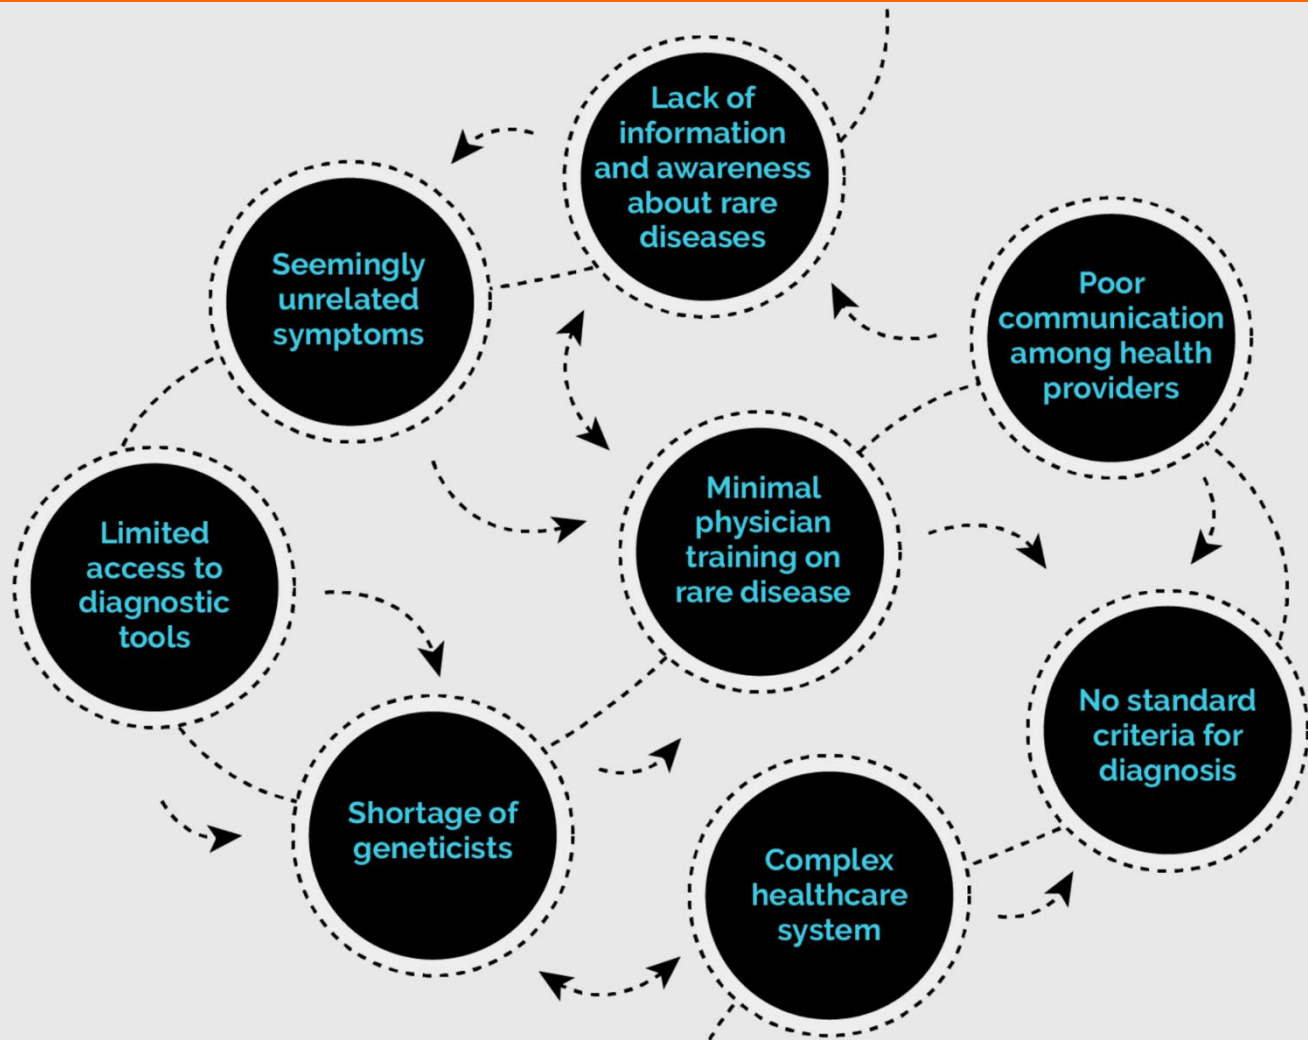 Lack of
information
and awareness
about rare
diseases
Seemingly
unrelated
symptoms
Poor
communication
among health
providers
Minimal
physician
training on
rare disease
Limited
access to
diagnostic
tools
No standard
criteria for
diagnosis
Shortage of
geneticists
Complex
healthcare
system